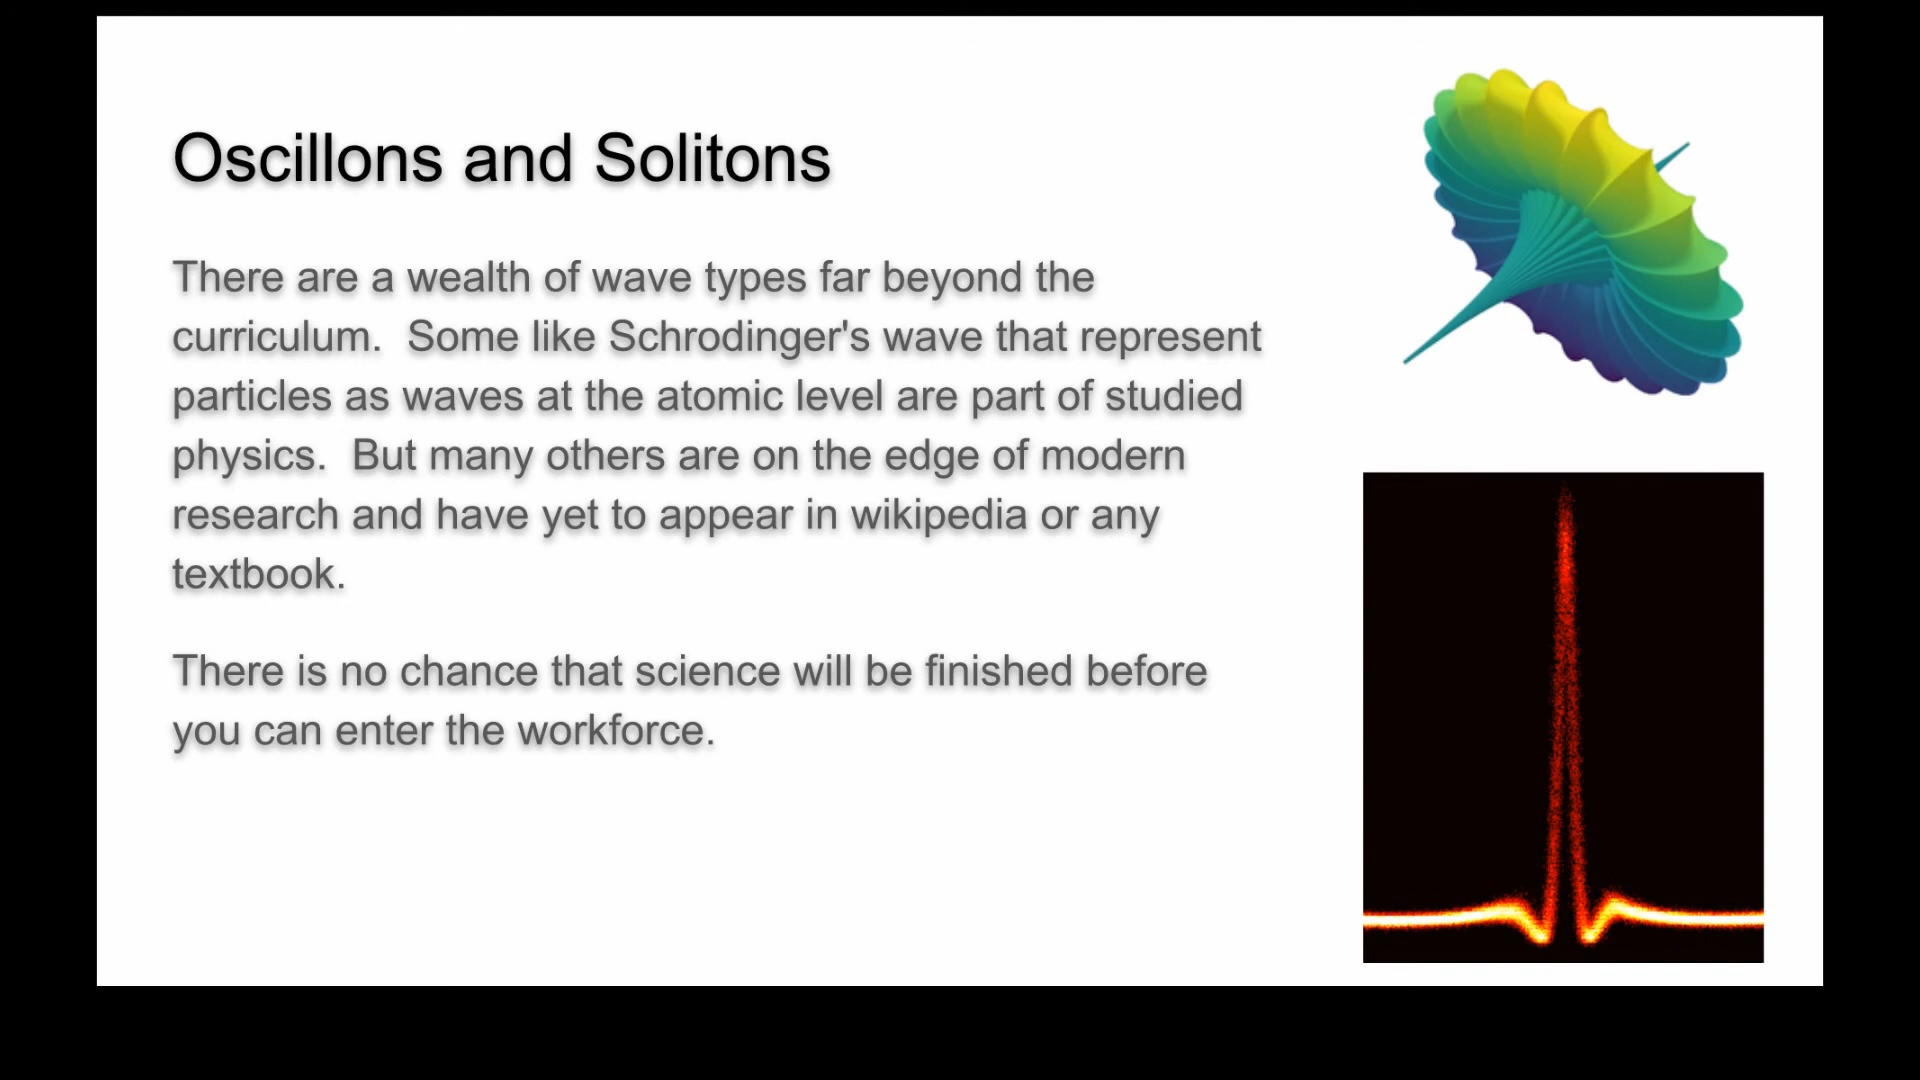 Oscillons and Solitons
There are a wealth of wave types far beyond the
curriculum.  Some like Schrodinger's wave that represent
particles as waves at the atomic level are part of studied
physics.  But many others are on the edge of modern
research and have yet to appear in wikipedia or any
textbook.
There is no chance that science will be finished before
you can enter the workforce.